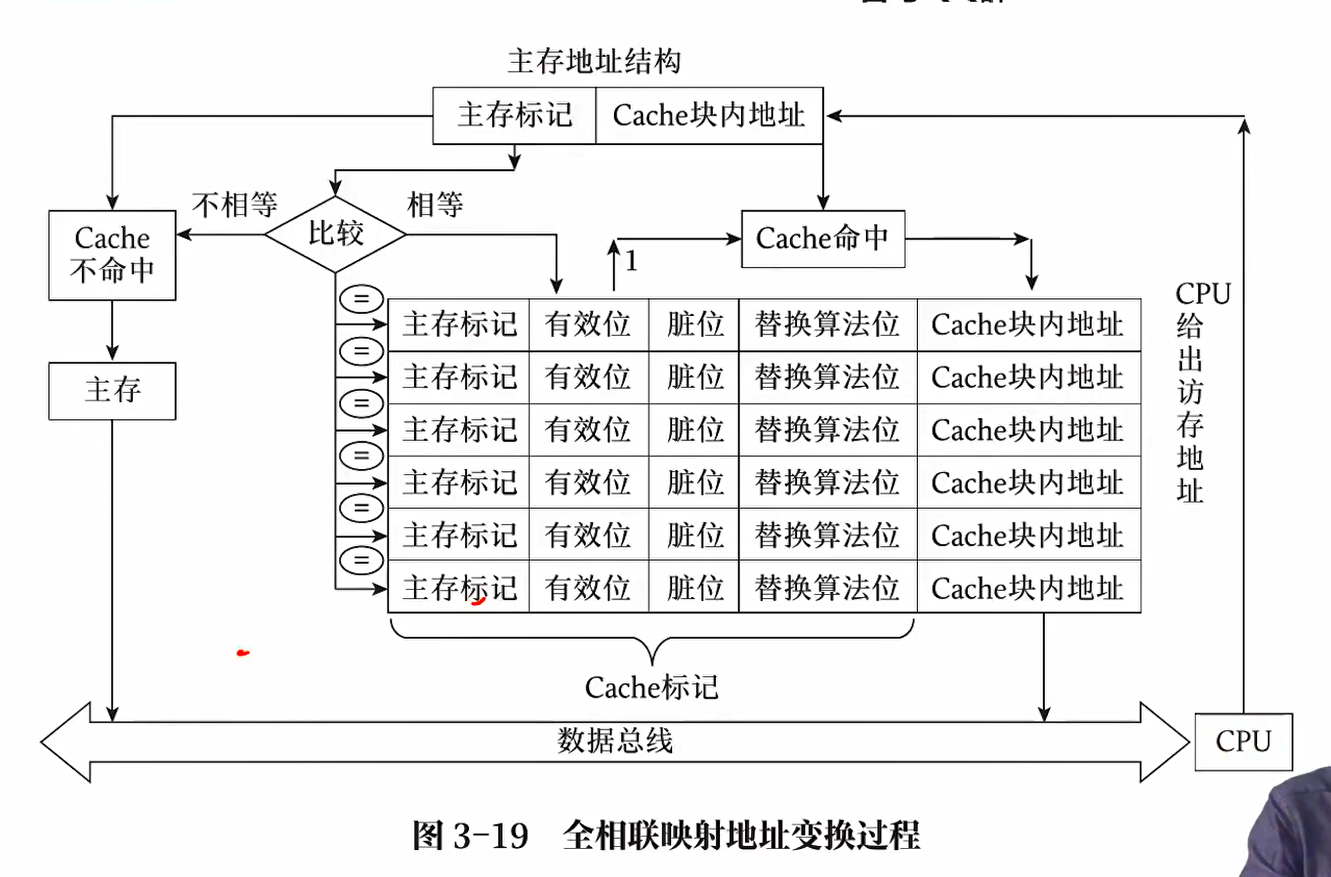 主存地址结构
主存标记 Cache块内地址
不相等 比较 相等
Cache
不命中
Cache命中
1
主存
CPU
给
出
访
存
地
址
= 主存标记 有效位 脏位 替换算法位 Cache块内地址
= 主存标记 有效位 脏位 替换算法位 Cache块内地址
= 主存标记 有效位 脏位 替换算法位 Cache块内地址
= 主存标记 有效位 脏位 替换算法位 Cache块内地址
= 主存标记 有效位 脏位 替换算法位 Cache块内地址
= 主存标记 有效位 脏位 替换算法位 Cache块内地址
Cache标记
数据总线
CPU
图 3-19 全相联映射地址变换过程